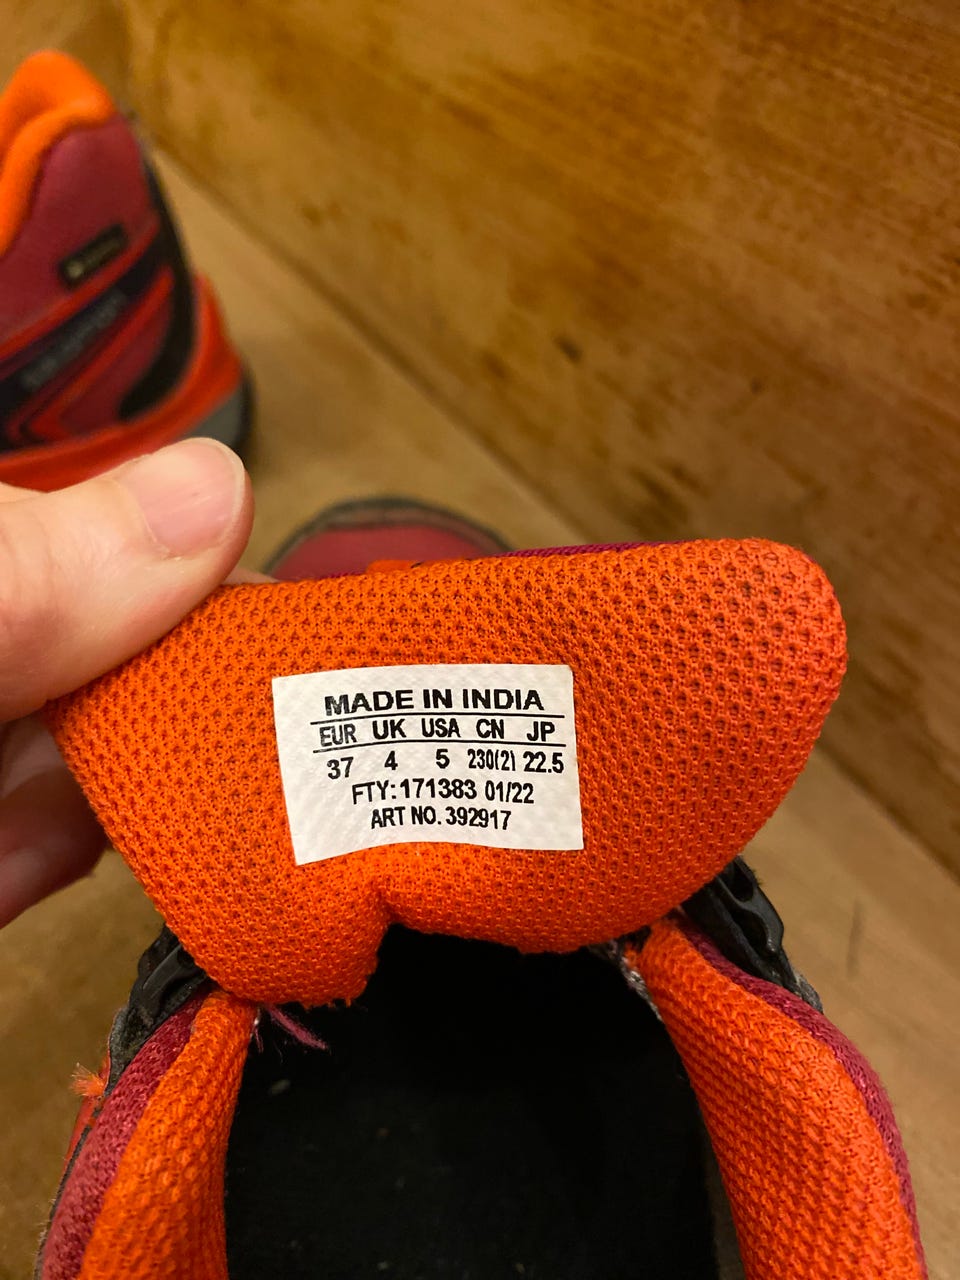 MADE IN INDIA
EUR UK USA CN JP
37 4 5 230(2) 22.5
FTY: 171383 01/22
ART NO. 392917